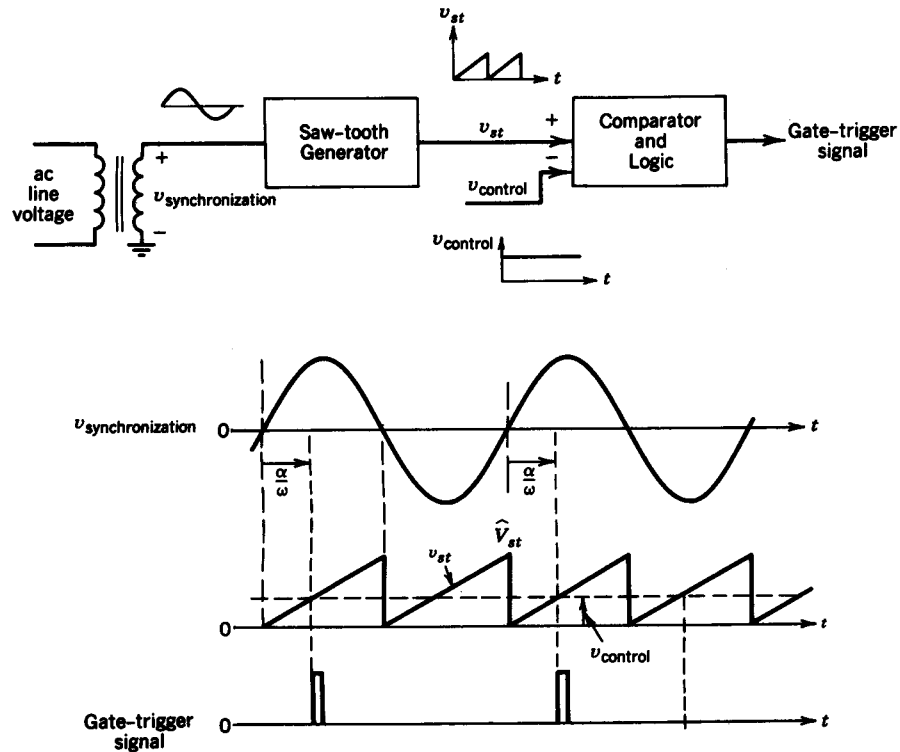 v_st
t
Saw-tooth
Generator
v_st
+
−
Comparator
and
Logic
Gate-trigger
signal
ac
line
voltage
+
v_synchronization
−
v_control
v_control
t
v_synchronization
0
t
α/ω
α/ω
V̂_st
v_st
0
t
v_control
Gate-trigger
signal
0
t